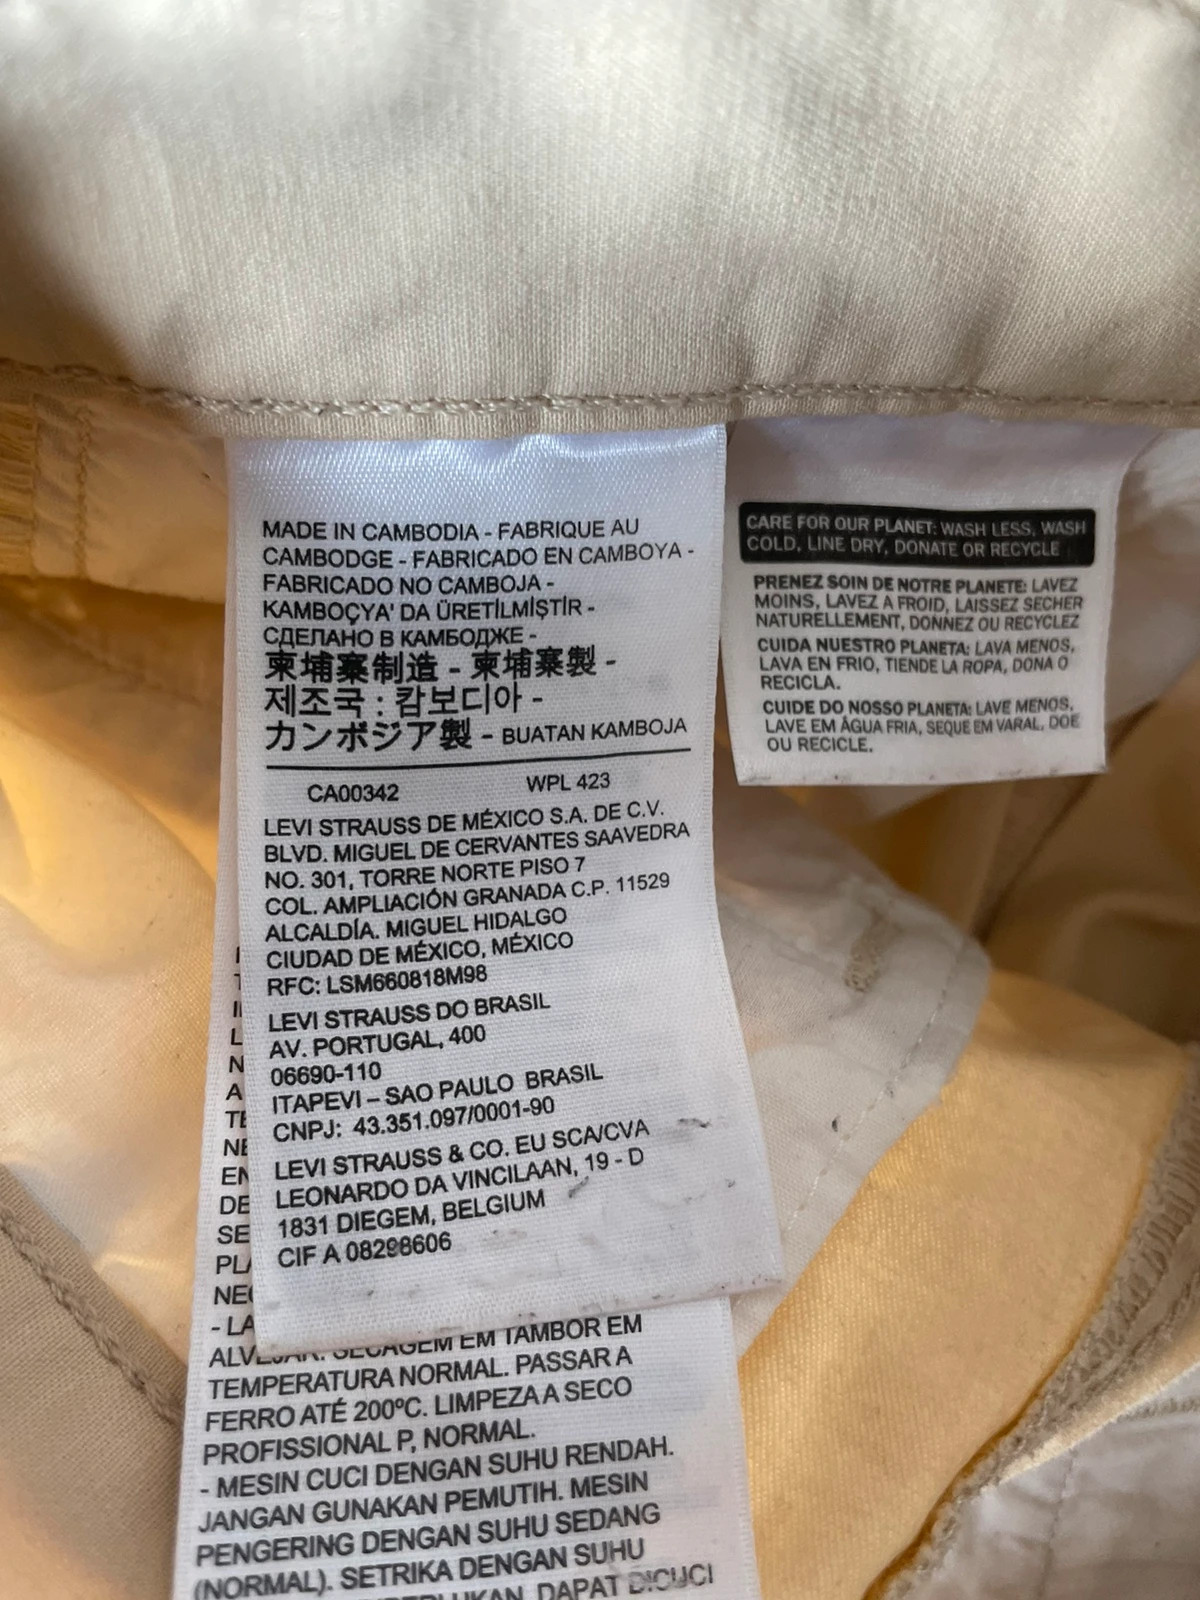 MADE IN CAMBODIA - FABRIQUE AU
CAMBODGE - FABRICADO EN CAMBOYA -
FABRICADO NO CAMBOJA -
KAMBOÇYA' DA ÜRETİLMİŞTİR -
СДЕЛАНО В КАМБОДЖЕ -
柬埔寨制造 - 柬埔寨製 -
제조국 : 캄보디아 -
カンボジア製 - BUATAN KAMBOJA
CA00342 WPL 423
LEVI STRAUSS DE MÉXICO S.A. DE C.V.
BLVD. MIGUEL DE CERVANTES SAAVEDRA
NO. 301, TORRE NORTE PISO 7
COL. AMPLIACIÓN GRANADA C.P. 11529
ALCALDÍA. MIGUEL HIDALGO
CIUDAD DE MÉXICO, MÉXICO
RFC: LSM660818M98
LEVI STRAUSS DO BRASIL
AV. PORTUGAL, 400
06690-110
ITAPEVI – SAO PAULO BRASIL
CNPJ: 43.351.097/0001-90
LEVI STRAUSS & CO. EU SCA/CVA
LEONARDO DA VINCILAAN, 19 - D
1831 DIEGEM, BELGIUM
CIF A 08298606
CARE FOR OUR PLANET: WASH LESS, WASH
COLD, LINE DRY, DONATE OR RECYCLE
PRENEZ SOIN DE NOTRE PLANETE: LAVEZ
MOINS, LAVEZ A FROID, LAISSEZ SECHER
NATURELLEMENT, DONNEZ OU RECYCLEZ
CUIDA NUESTRO PLANETA: LAVA MENOS,
LAVA EN FRIO, TIENDE LA ROPA, DONA O
RECICLA.
CUIDE DO NOSSO PLANETA: LAVE MENOS,
LAVE EM ÁGUA FRIA, SEQUE EM VARAL, DOE
OU RECICLE.
- LA
ALVEJAR. SECAGEM EM TAMBOR EM
TEMPERATURA NORMAL. PASSAR A
FERRO ATÉ 200ºC. LIMPEZA A SECO
PROFISSIONAL P, NORMAL.
- MESIN CUCI DENGAN SUHU RENDAH.
JANGAN GUNAKAN PEMUTIH. MESIN
PENGERING DENGAN SUHU SEDANG
(NORMAL). SETRIKA DENGAN SUHU
DAPAT DICUCI